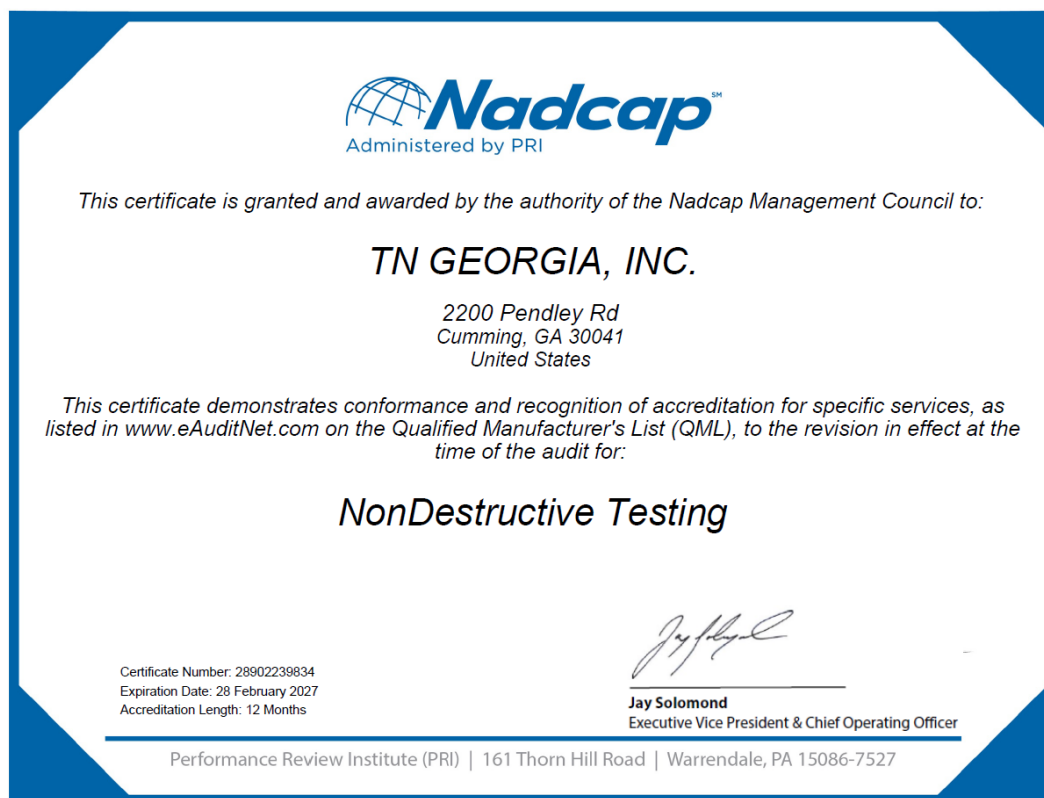 Nadcap℠
Administered by PRI
This certificate is granted and awarded by the authority of the Nadcap Management Council to:
TN GEORGIA, INC.
2200 Pendley Rd
Cumming, GA 30041
United States
This certificate demonstrates conformance and recognition of accreditation for specific services, as
listed in www.eAuditNet.com on the Qualified Manufacturer's List (QML), to the revision in effect at the
time of the audit for:
NonDestructive Testing
Certificate Number: 28902239834
Expiration Date: 28 February 2027
Accreditation Length: 12 Months
Jay Solomond
Executive Vice President & Chief Operating Officer
Performance Review Institute (PRI) | 161 Thorn Hill Road | Warrendale, PA 15086-7527